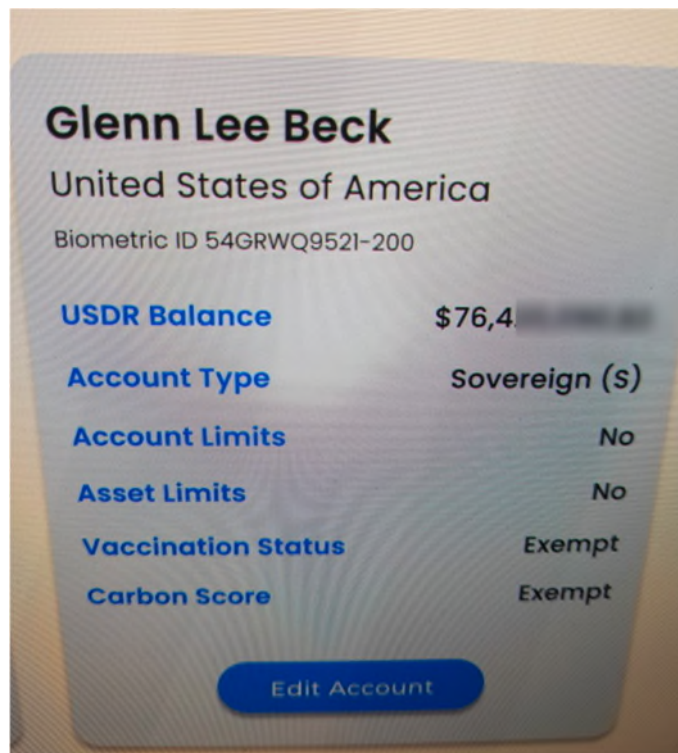 Glenn Lee Beck
United States of America
Biometric ID 54GRWQ9521-200
USDR Balance $76,4
Account Type Sovereign (S)
Account Limits No
Asset Limits No
Vaccination Status Exempt
Carbon Score Exempt
Edit Account